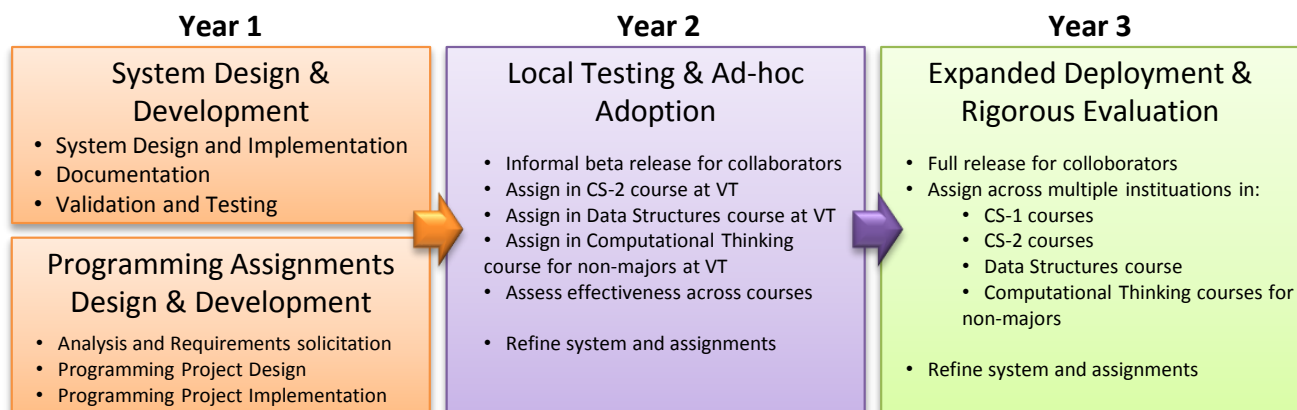 Year 1
System Design &
Development
• System Design and Implementation
• Documentation
• Validation and Testing
Programming Assignments
Design & Development
• Analysis and Requirements solicitation
• Programming Project Design
• Programming Project Implementation
Year 2
Local Testing & Ad-hoc
Adoption
• Informal beta release for collaborators
• Assign in CS-2 course at VT
• Assign in Data Structures course at VT
• Assign in Computational Thinking
course for non-majors at VT
• Assess effectiveness across courses
• Refine system and assignments
Year 3
Expanded Deployment &
Rigorous Evaluation
• Full release for colloborators
• Assign across multiple instituations in:
• CS-1 courses
• CS-2 courses
• Data Structures course
• Computational Thinking courses for
non-majors
• Refine system and assignments